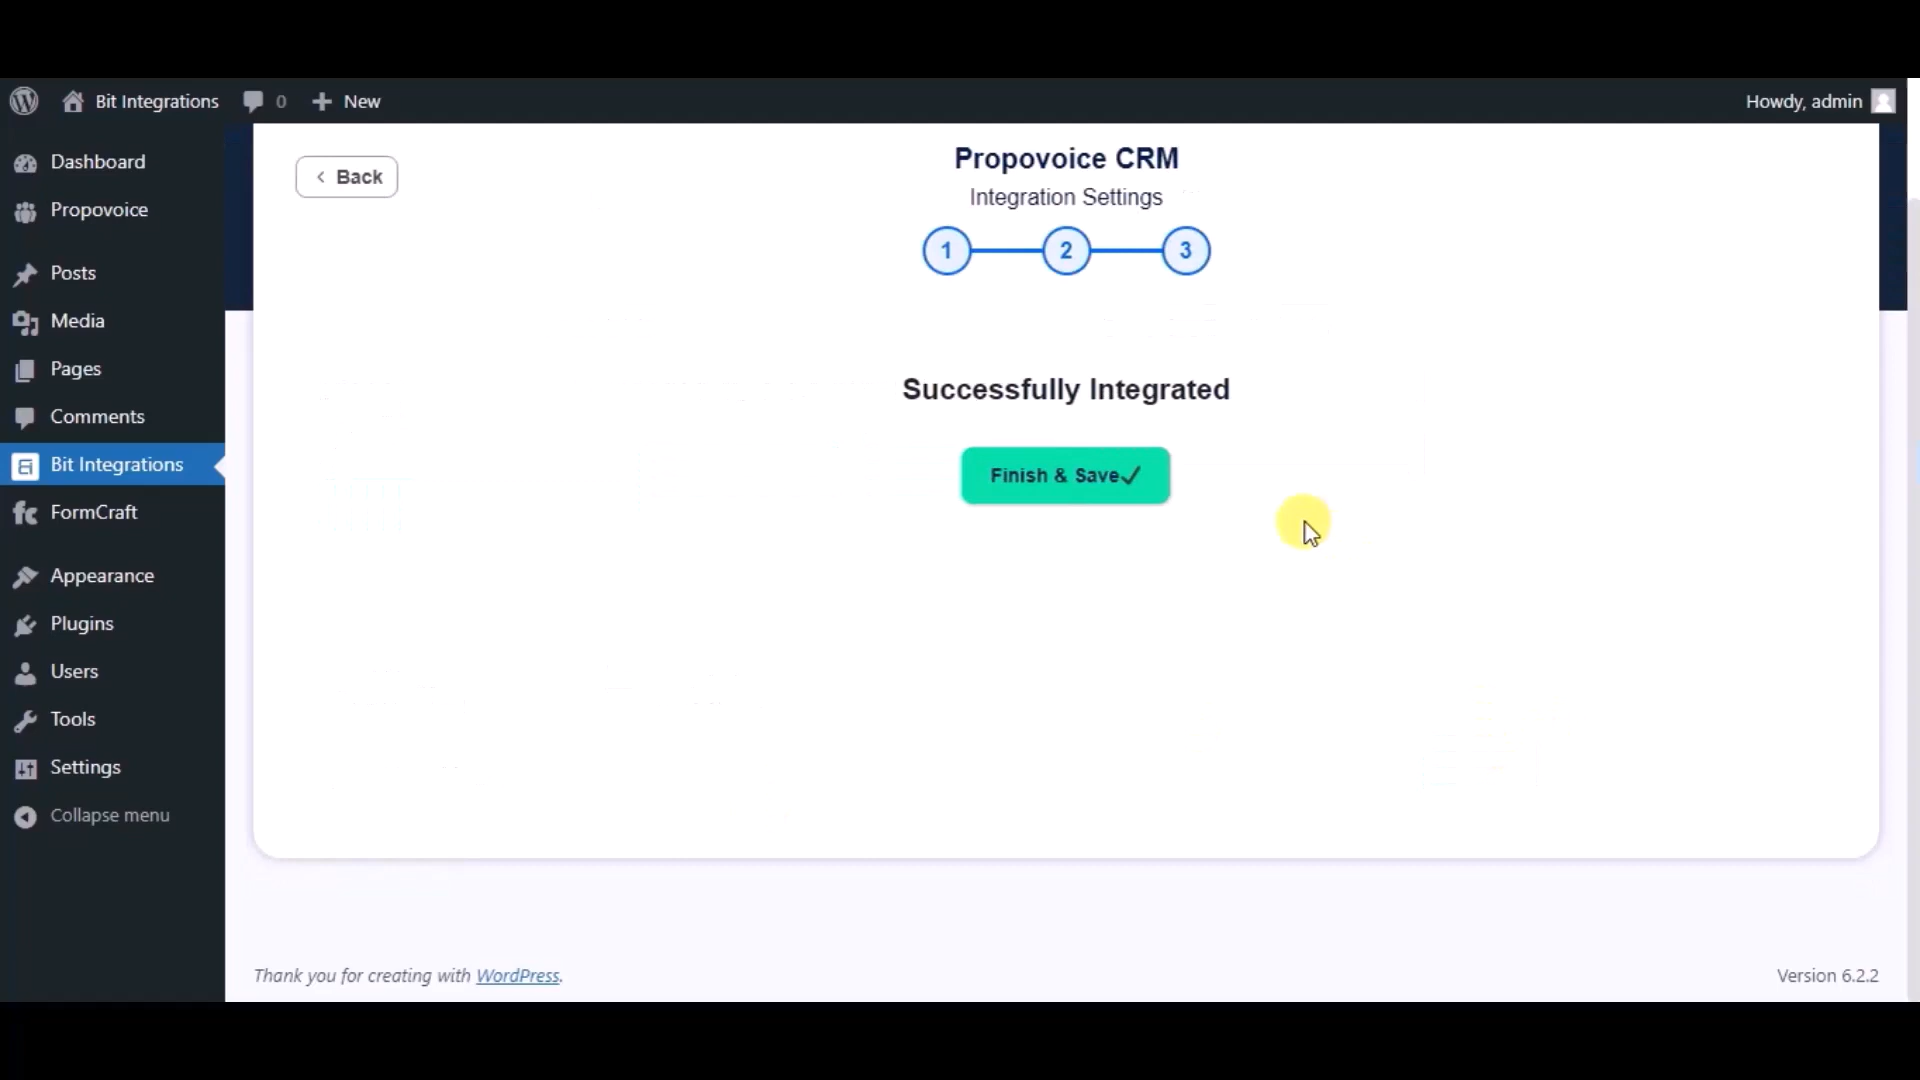 Bit Integrations
0
New
Howdy, admin
Dashboard
Propovoice
Posts
Media
Pages
Comments
Bit Integrations
FormCraft
Appearance
Plugins
Users
Tools
Settings
Collapse menu
Back
Propovoice CRM
Integration Settings
1 2 3
Successfully Integrated
Finish & Save
Thank you for creating with WordPress.
Version 6.2.2